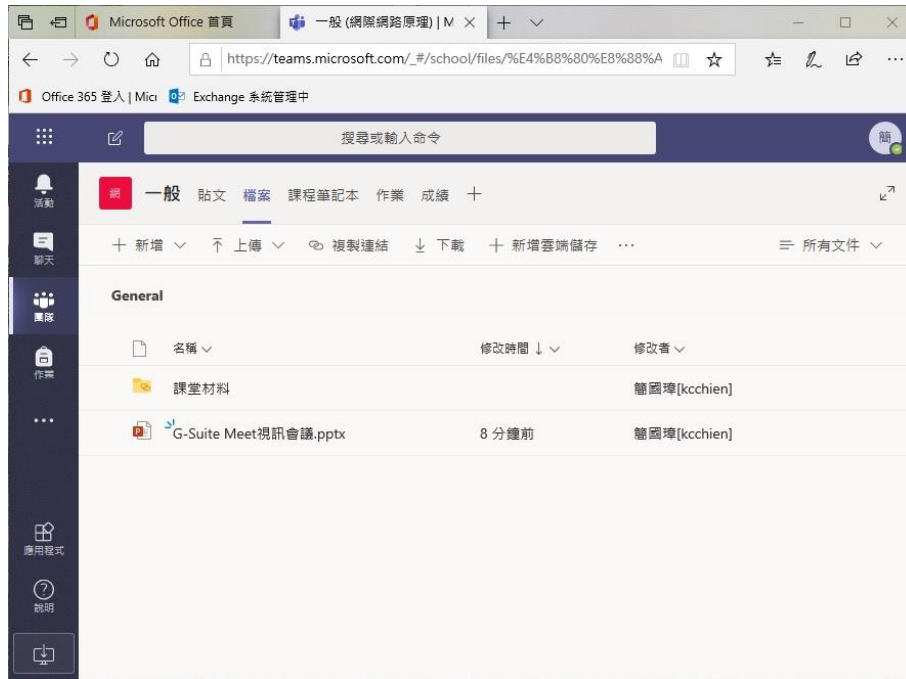 Microsoft Office 首頁
一般 (網際網路原理) | M
https://teams.microsoft.com/_#/school/files/%E4%B8%80%E8%88%A
Office 365 登入 | Micr
Exchange 系統管理中
搜尋或輸入命令
簡
活動
聊天
團隊
作業
應用程式
說明
網 一般 貼文 檔案 課程筆記本 作業 成績
新增 上傳 複製連結 下載 新增雲端儲存 ... 所有文件
General
名稱 修改時間 修改者
課堂材料 簡國璋[kcchien]
G-Suite Meet視訊會議.pptx 8 分鐘前 簡國璋[kcchien]